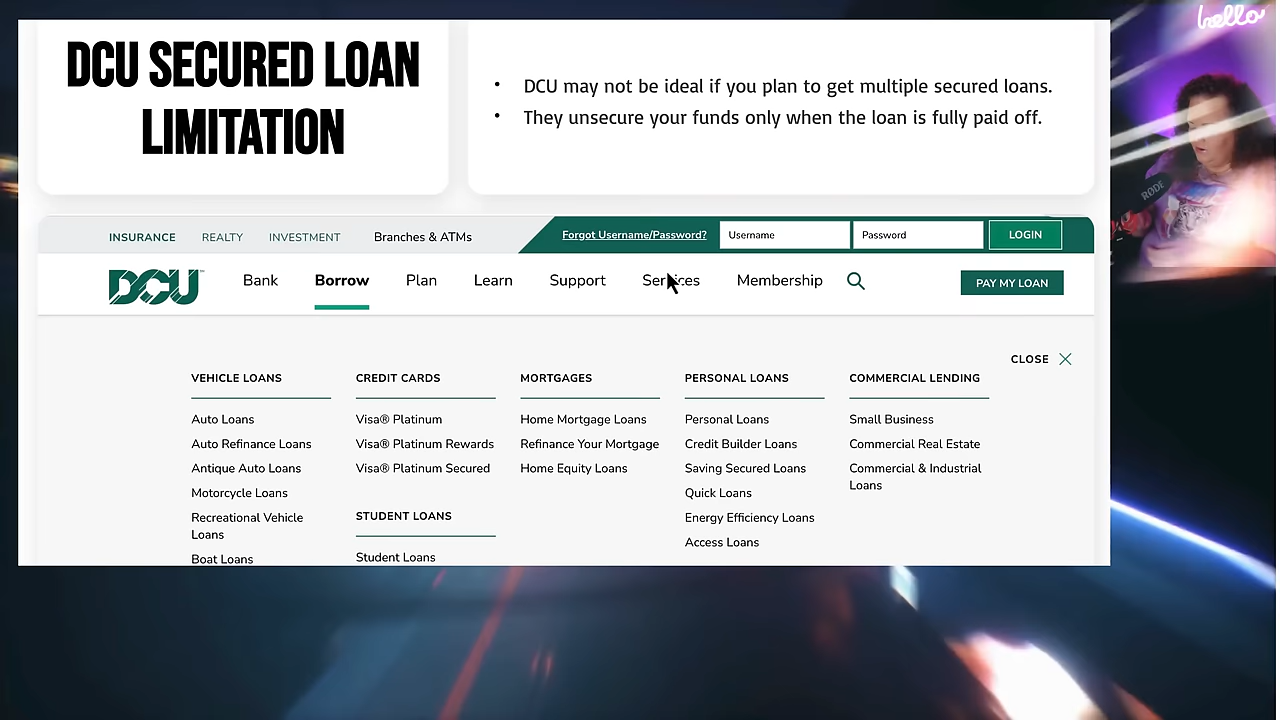 hello
DCU SECURED LOAN
LIMITATION
• DCU may not be ideal if you plan to get multiple secured loans.
• They unsecure your funds only when the loan is fully paid off.
INSURANCE REALTY INVESTMENT Branches & ATMs Forgot Username/Password? Username Password LOGIN
DCU Bank Borrow Plan Learn Support Services Membership PAY MY LOAN
CLOSE
VEHICLE LOANS
Auto Loans
Auto Refinance Loans
Antique Auto Loans
Motorcycle Loans
Recreational Vehicle
Loans
Boat Loans
CREDIT CARDS
Visa® Platinum
Visa® Platinum Rewards
Visa® Platinum Secured
STUDENT LOANS
Student Loans
MORTGAGES
Home Mortgage Loans
Refinance Your Mortgage
Home Equity Loans
PERSONAL LOANS
Personal Loans
Credit Builder Loans
Saving Secured Loans
Quick Loans
Energy Efficiency Loans
Access Loans
COMMERCIAL LENDING
Small Business
Commercial Real Estate
Commercial & Industrial
Loans
RØDE